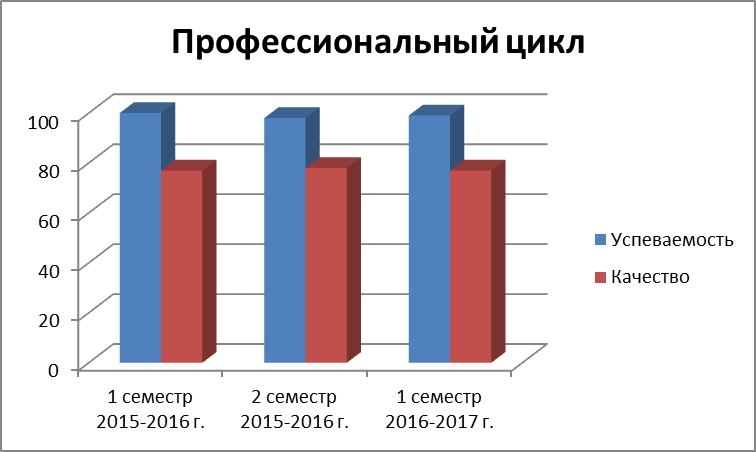 Профессиональный цикл
100
80
60
40
20
0
1 семестр
2015-2016 г.
2 семестр
2015-2016 г.
1 семестр
2016-2017 г.
Успеваемость
Качество